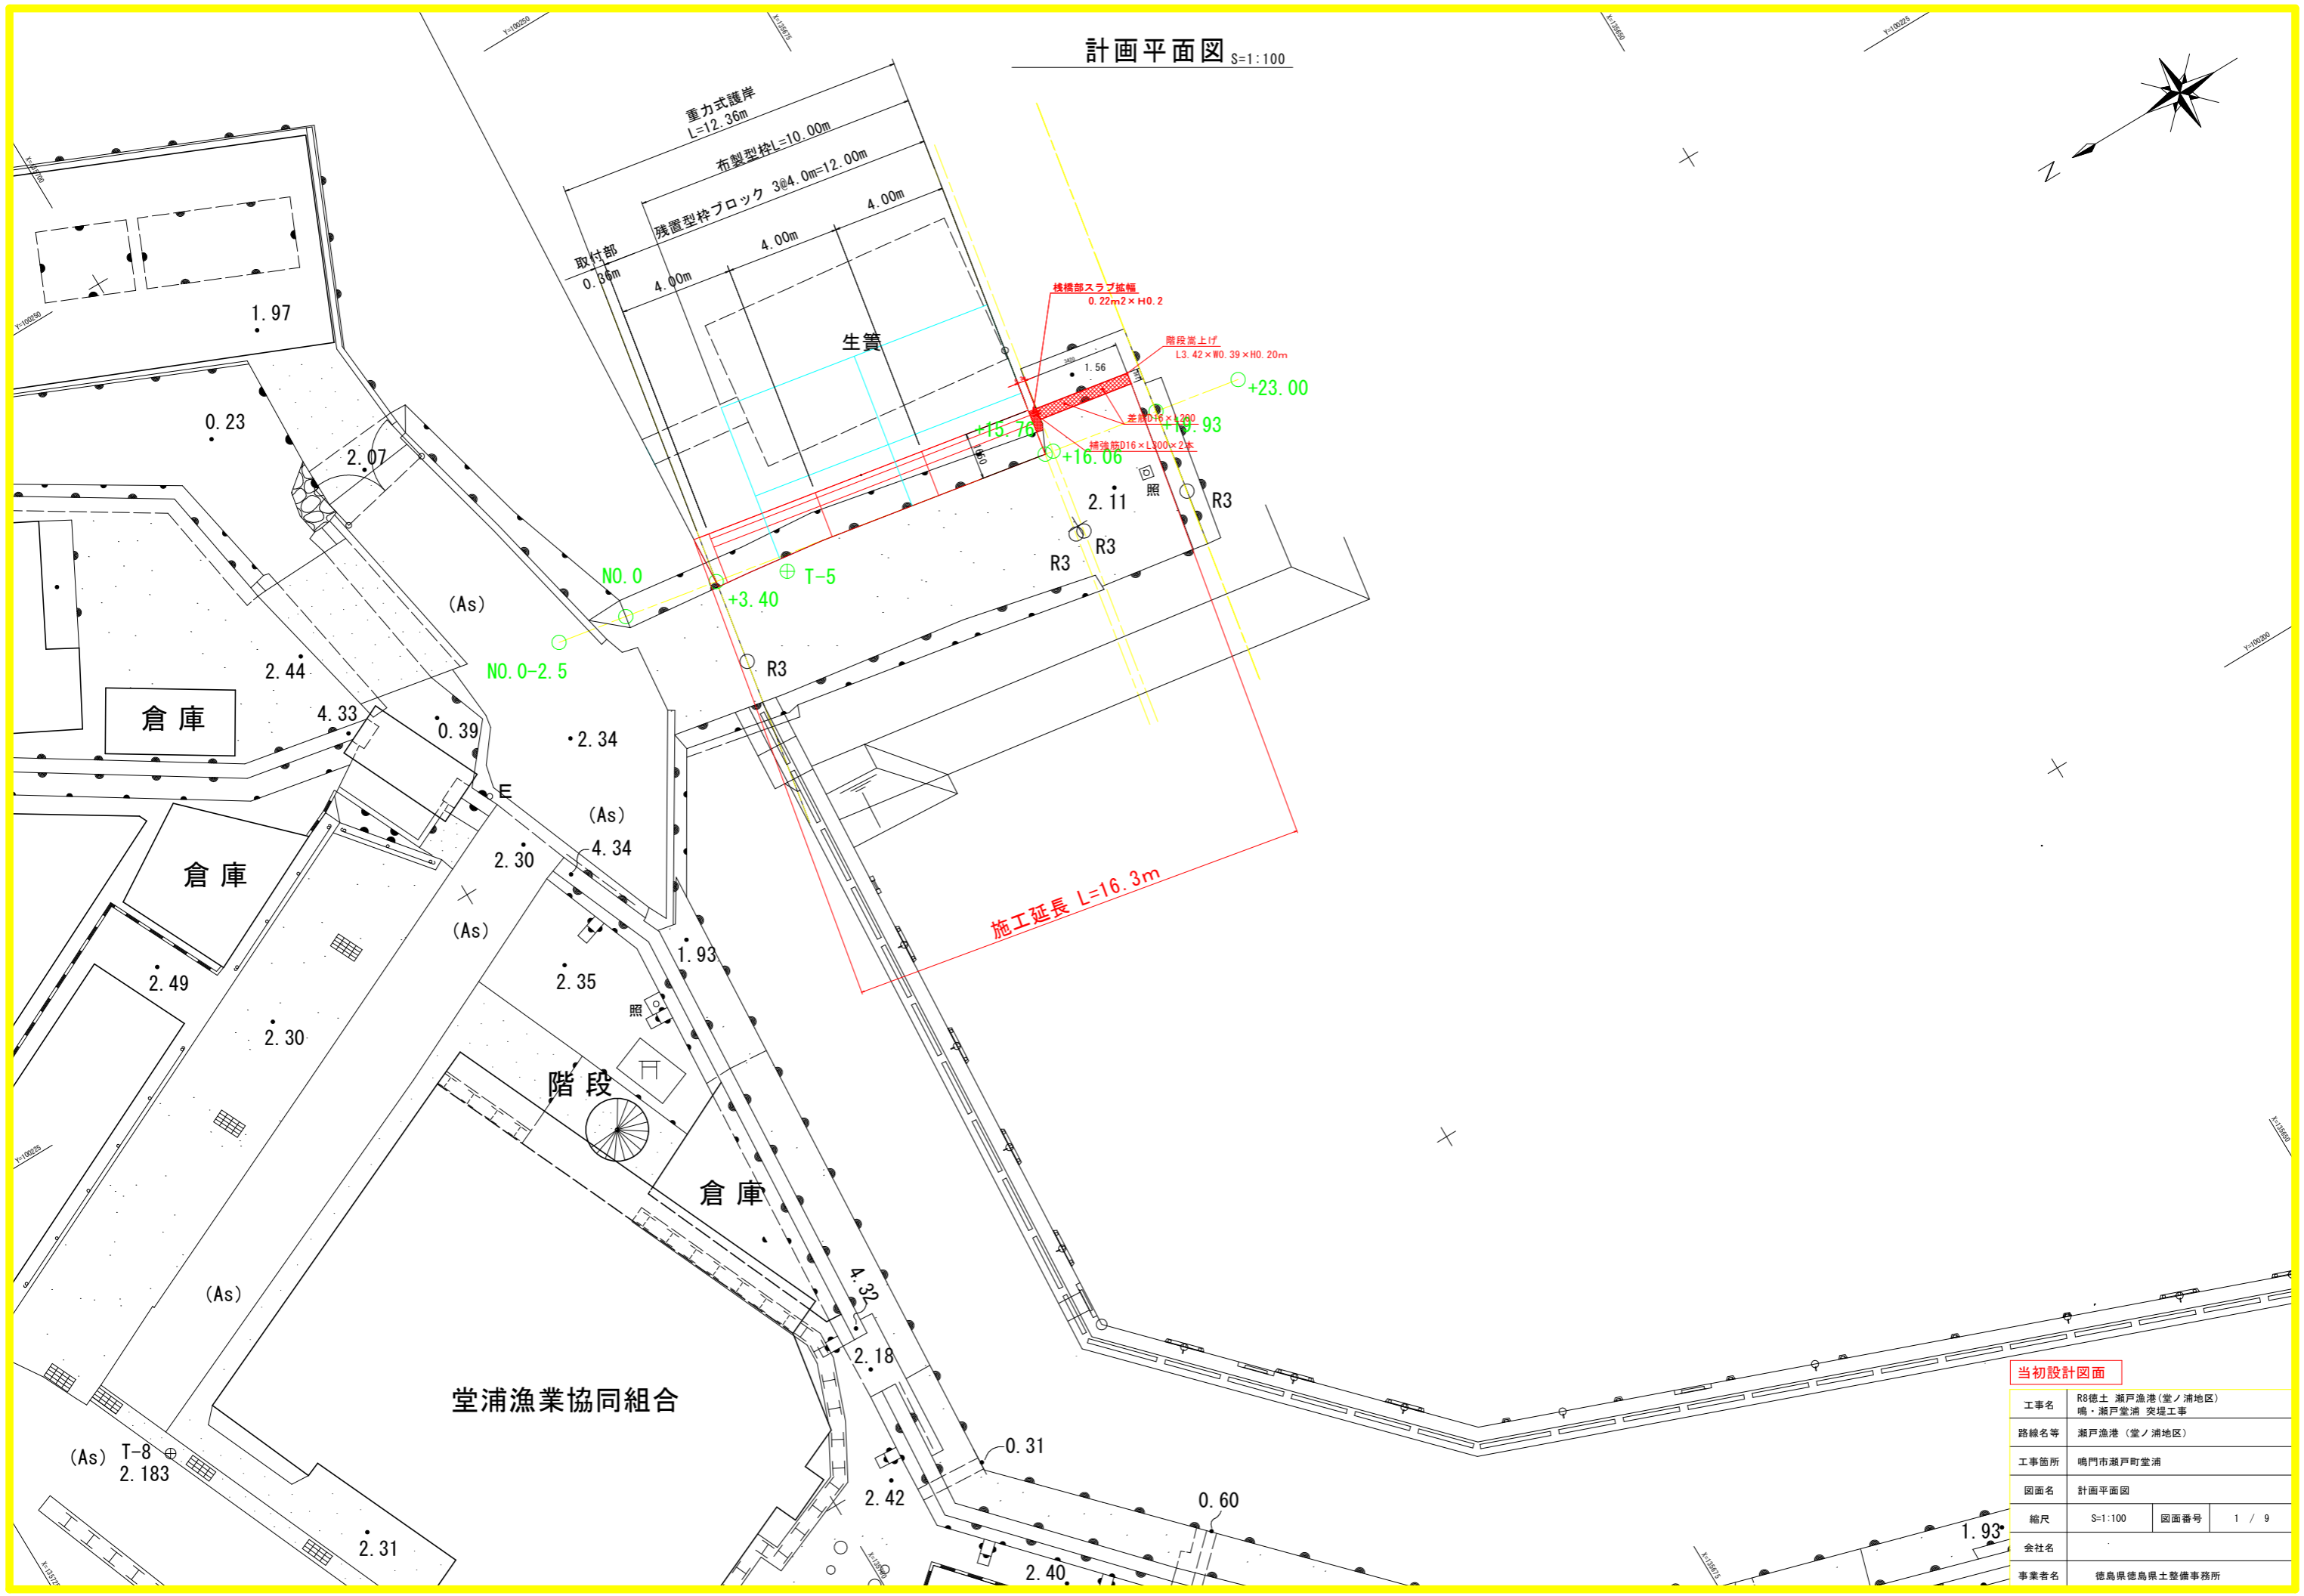 計画平面図 S=1:100
Y=100250
X=135675
X=135650
Y=100225
重力式護岸
L=12.36m
布製型枠L=10.00m
残置型枠ブロック 3@4.0m=12.00m
取付部
0.36m
4.00m
4.00m
4.00m
生簀
N
桟橋部スラブ拡幅
0.22m2×H0.2
階段嵩上げ
L3.42×W0.39×H0.20m
1.56
+23.00
+19.93
+15.76
補強筋D16×L300×2本
+16.06
2.11
照
R3
R3
R3
R3
T-5
NO.0
+3.40
NO.0-2.5
1.97
Y=100250
0.23
2.07
(As)
2.44
倉庫
4.33
0.39
2.34
E
(As)
2.30
4.34
倉庫
(As)
2.49
2.30
2.35
1.93
照
施工延長 L=16.3m
Y=100200
階段
倉庫
Y=100225
X=135650
(As)
4.32
2.18
堂浦漁業協同組合
(As)
T-8
2.183
2.31
0.31
2.42
0.60
2.40
1.93
X=135675
当初設計図面
工事名 R8徳土 瀬戸漁港(堂ノ浦地区)
鳴・瀬戸堂浦 突堤工事
路線名等 瀬戸漁港 (堂ノ浦地区)
工事箇所 鳴門市瀬戸町堂浦
図面名 計画平面図
縮尺 S=1:100 図面番号 1 / 9
会社名
事業者名 徳島県徳島県土整備事務所